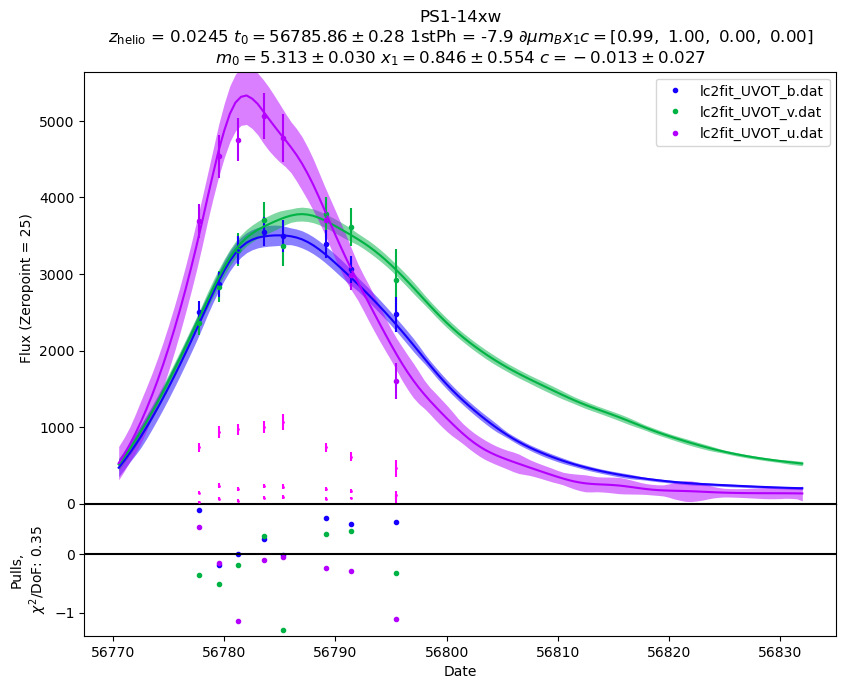 PS1-14xw
z_helio = 0.0245 t_0 = 56785.86 ± 0.28 1stPh = -7.9 ∂μm_Bx_1c = [0.99, 1.00, 0.00, 0.00]
m_0 = 5.313 ± 0.030 x_1 = 0.846 ± 0.554 c = −0.013 ± 0.027
lc2fit_UVOT_b.dat
lc2fit_UVOT_v.dat
lc2fit_UVOT_u.dat
Flux (Zeropoint = 25)
5000
4000
3000
2000
1000
0
Pulls,
χ²/DoF: 0.35
0
−1
56770 56780 56790 56800 56810 56820 56830
Date